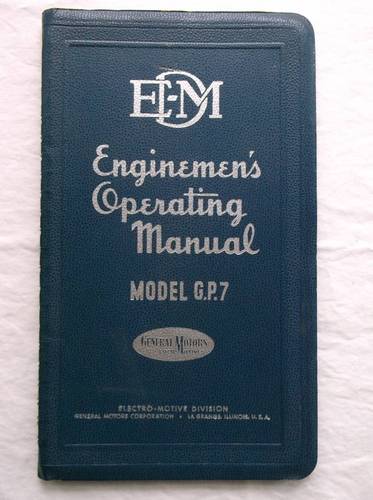 EMD
Enginemen's
Operating
Manual
MODEL G.P.7
GENERAL MOTORS
ELECTRO-MOTIVE DIVISION
GENERAL MOTORS CORPORATION • LA GRANGE, ILLINOIS, U.S.A.